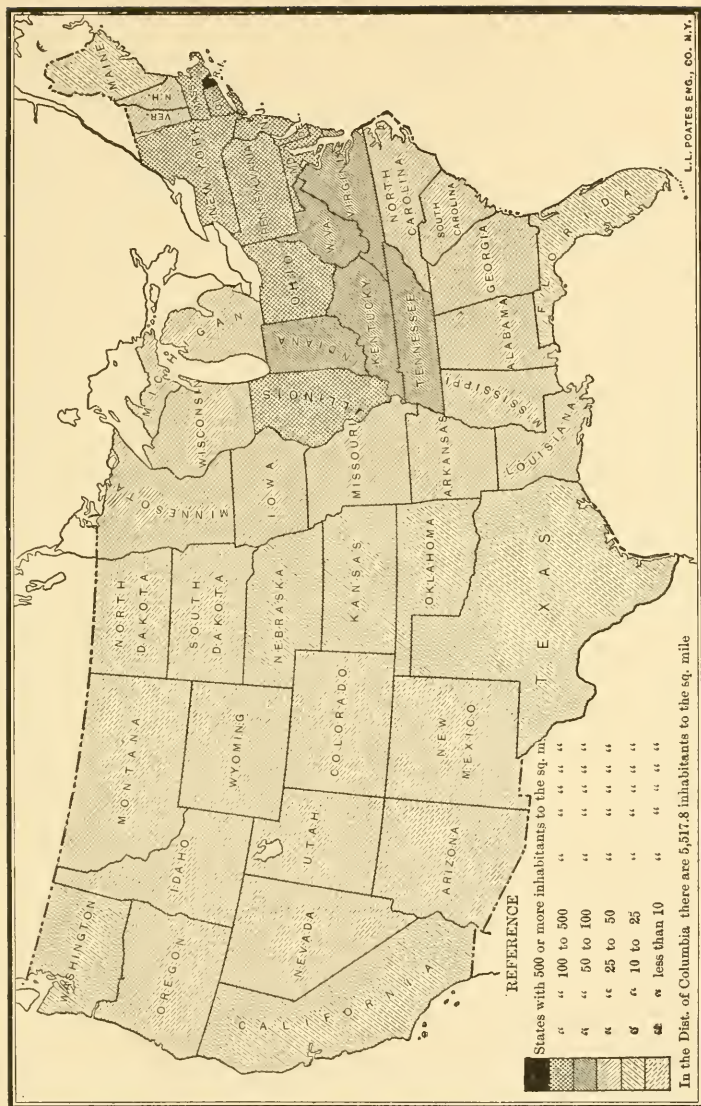 WASHINGTON
OREGON
CALIFORNIA
IDAHO
NEVADA
MONTANA
WYOMING
UTAH
ARIZONA
COLORADO
NEW
MEXICO
NORTH
DAKOTA
SOUTH
DAKOTA
NEBRASKA
KANSAS
OKLAHOMA
TEXAS
MINNESOTA
IOWA
MISSOURI
ARKANSAS
LOUISIANA
WISCONSIN
MICHIGAN
ILLINOIS
INDIANA
OHIO
KENTUCKY
TENNESSEE
MISSISSIPPI
ALABAMA
GEORGIA
FLORIDA
SOUTH
CAROLINA
NORTH
CAROLINA
VIRGINIA
W.VA.
MD.
PENNSYLVANIA
NEW YORK
VER.
N.H.
MAINE
MASS
R.I.
REFERENCE
States with 500 or more inhabitants to the sq. mi
“ “ 100 to 500 “ “ “ “
“ “ 50 to 100 “ “ “ “
“ “ 25 to 50 “ “ “ “
“ “ 10 to 25 “ “ “ “
“ “ less than 10 “ “ “ “
In the Dist. of Columbia there are 5,517.8 inhabitants to the sq. mile
L.L. POATES ENG., CO. N.Y.